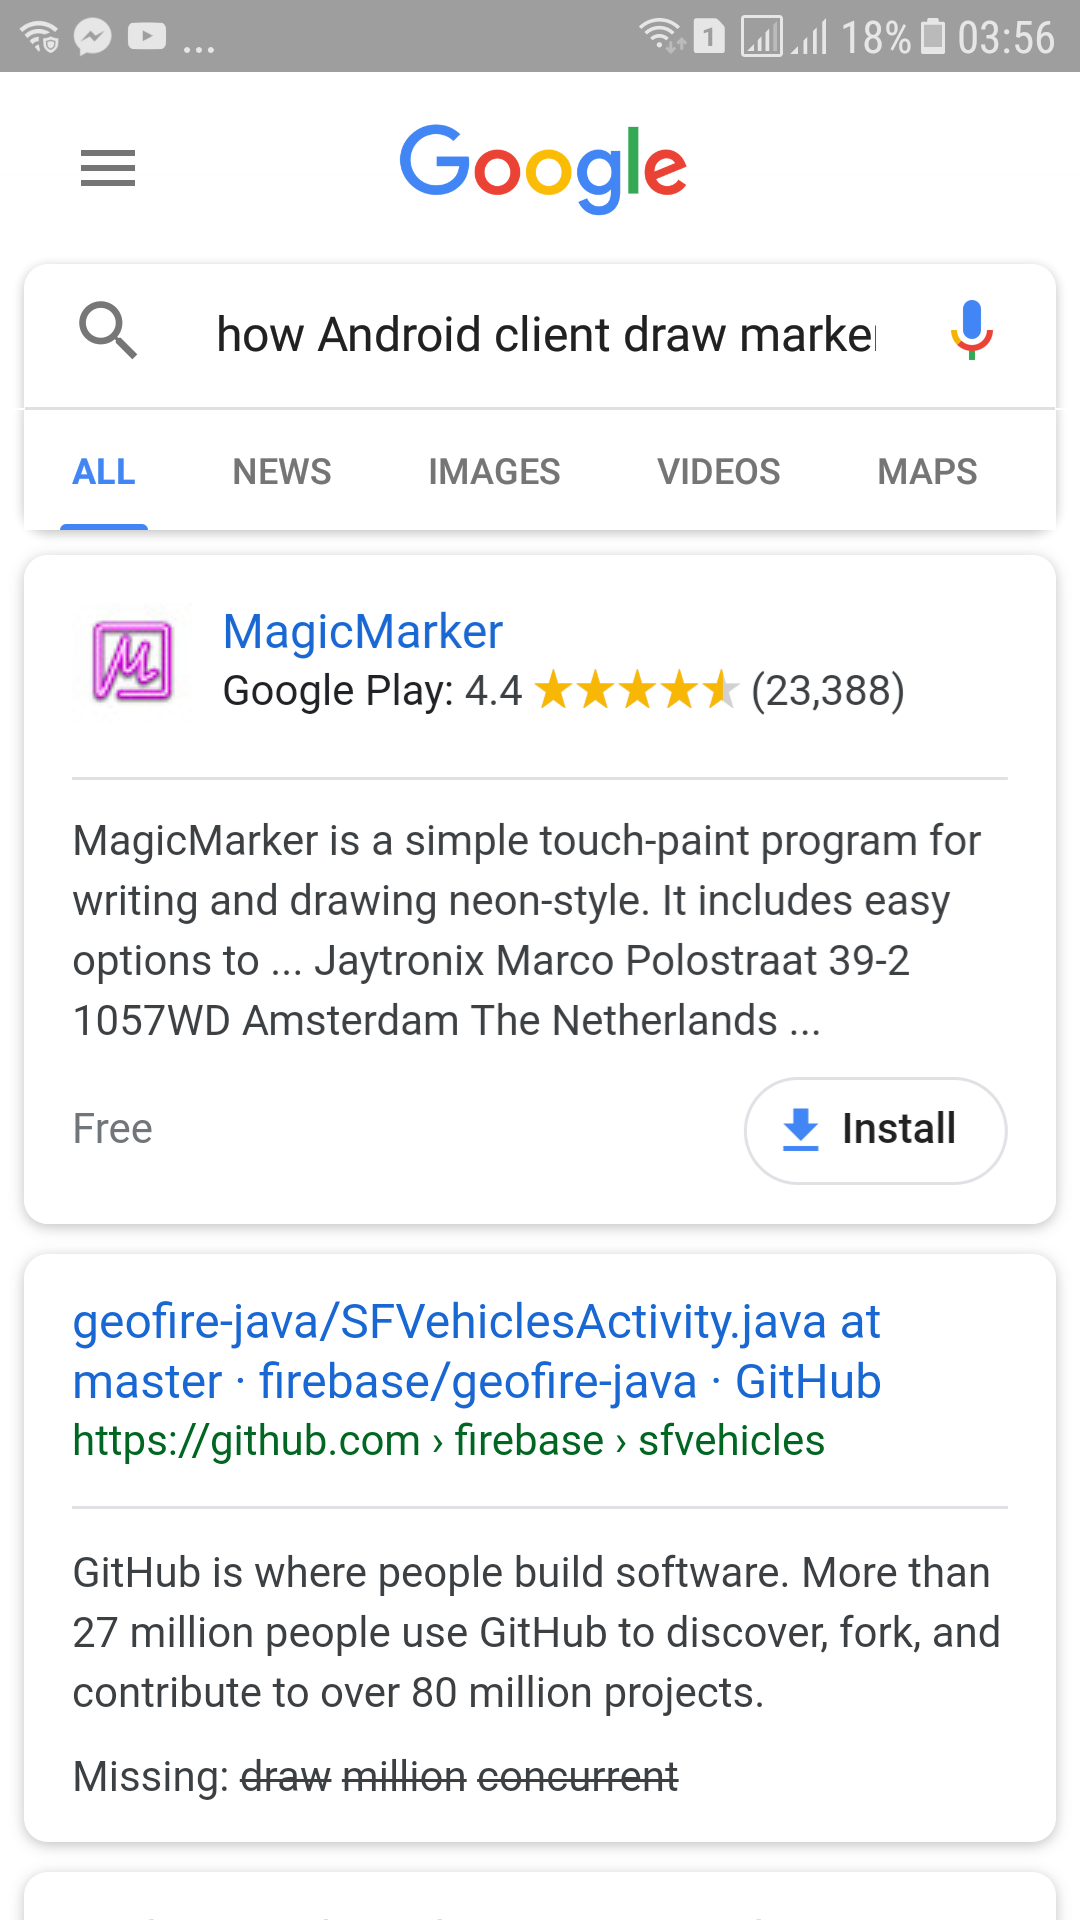 ... 1 18% 03:56
Google
how Android client draw marke
ALL NEWS IMAGES VIDEOS MAPS
MagicMarker
Google Play: 4.4 (23,388)
MagicMarker is a simple touch-paint program for
writing and drawing neon-style. It includes easy
options to ... Jaytronix Marco Polostraat 39-2
1057WD Amsterdam The Netherlands ...
Free Install
geofire-java/SFVehiclesActivity.java at
master · firebase/geofire-java · GitHub
https://github.com › firebase › sfvehicles
GitHub is where people build software. More than
27 million people use GitHub to discover, fork, and
contribute to over 80 million projects.
Missing: draw million concurrent